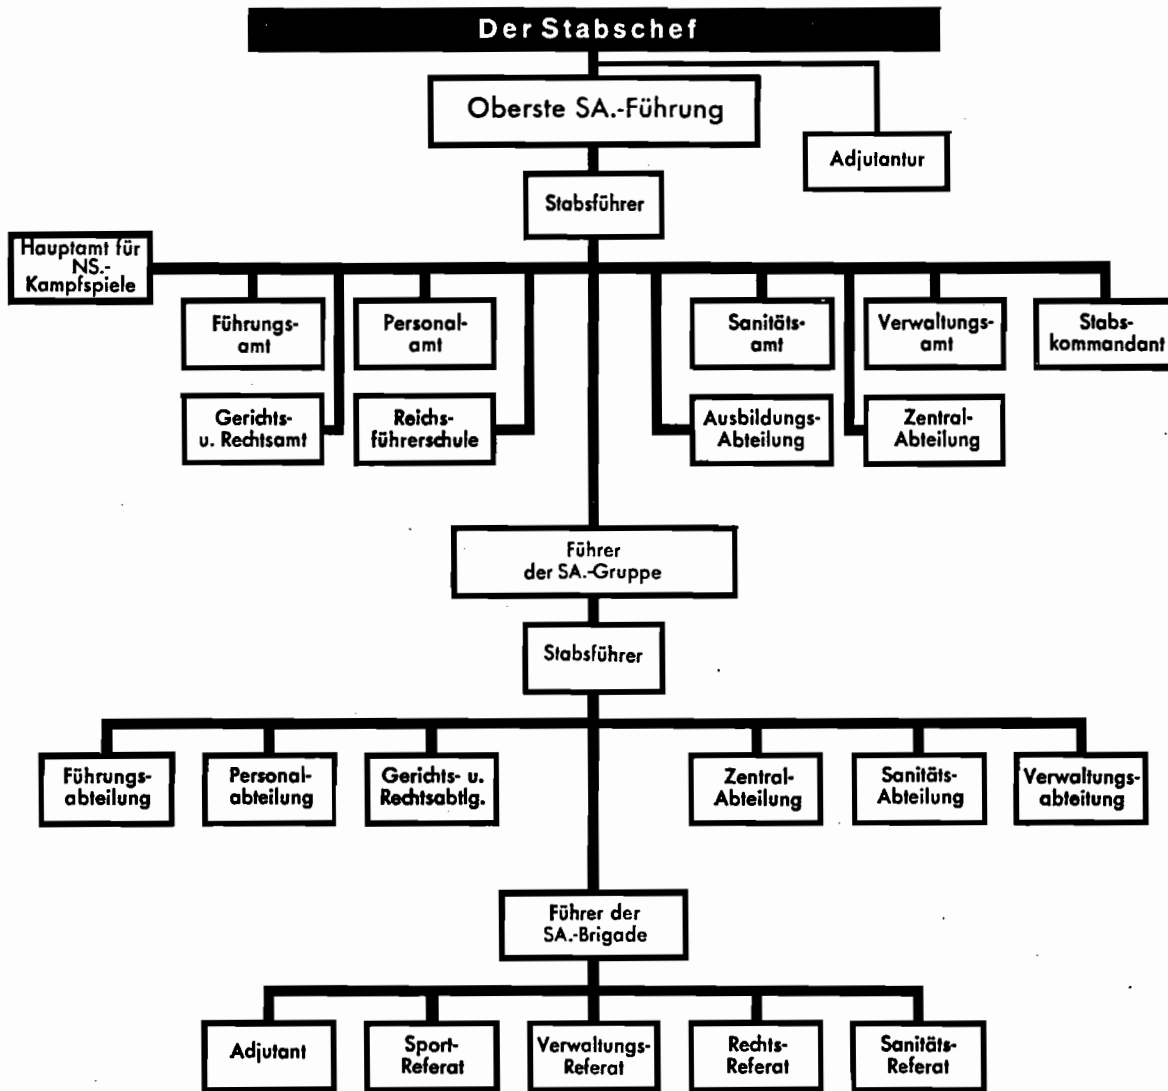 Der Stabschef
Oberste SA.-Führung
Adjutantur
Stabsführer
Hauptamt für
NS.-
Kampfspiele
Führungs-
amt
Personal-
amt
Sanitäts-
amt
Verwaltungs-
amt
Stabs-
kommandant
Gerichts-
u. Rechtsamt
Reichs-
führerschule
Ausbildungs-
Abteilung
Zentral-
Abteilung
Führer
der SA.-Gruppe
Stabsführer
Führungs-
abteilung
Personal-
abteilung
Gerichts- u.
Rechtsabtlg.
Zentral-
Abteilung
Sanitäts-
Abteilung
Verwaltungs-
abteitung
Führer der
SA.-Brigade
Adjutant
Sport-
Referat
Verwaltungs-
Referat
Rechts-
Referat
Sanitäts-
Referat